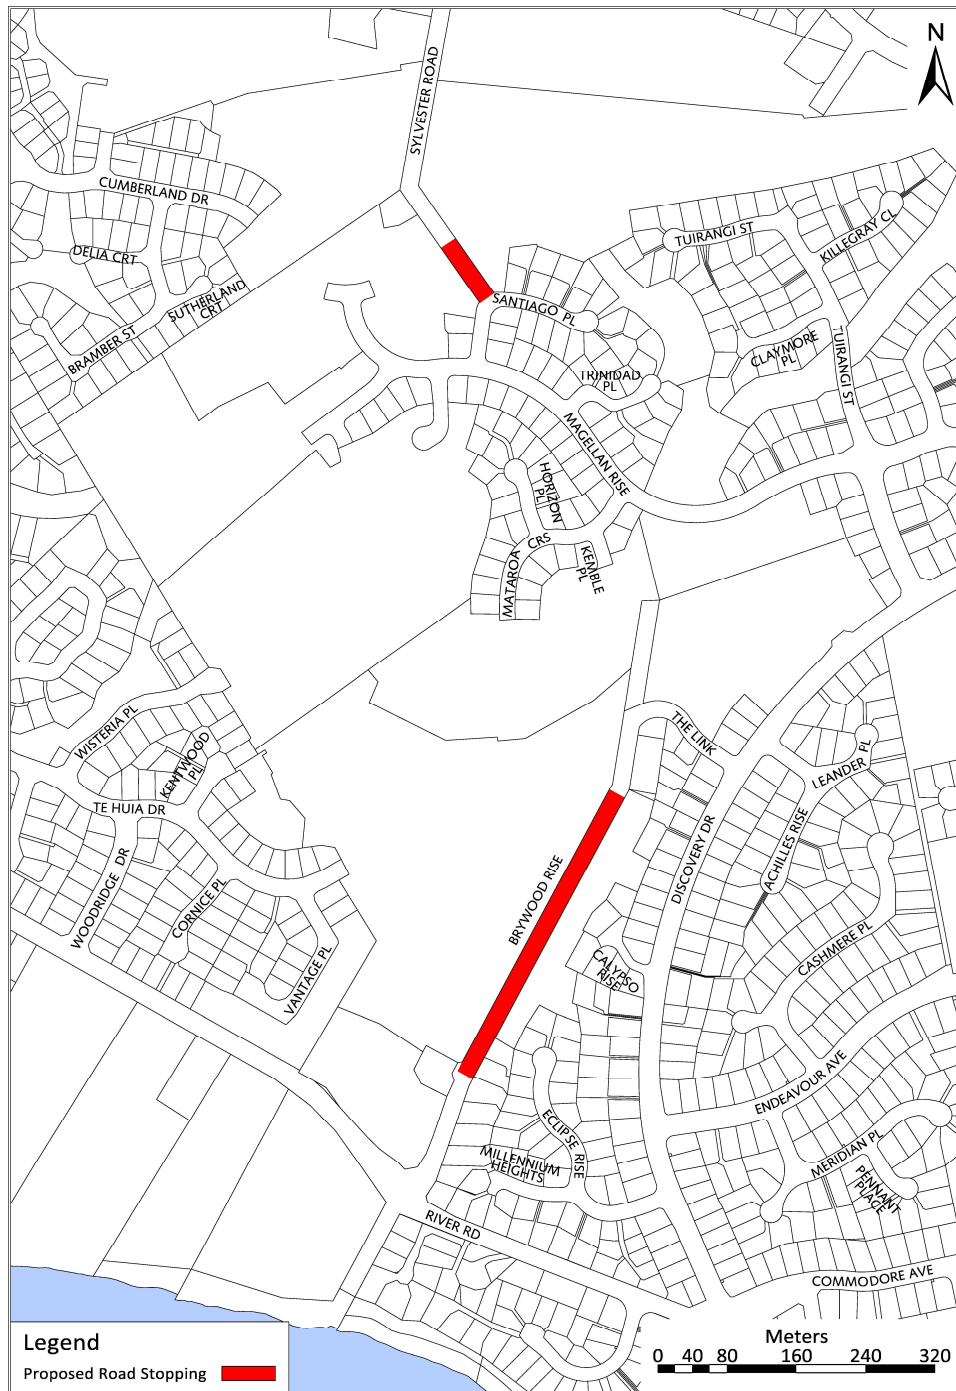 N
SYLVESTER ROAD
CUMBERLAND DR
DELIA CRT
SUTHERLAND
CRT
BRAMBER ST
TUIRANGI ST
KILLEGRAY CL
SANTIAGO PL
CLAYMORE
PL
TUIRANGI ST
TRINIDAD
PL
MAGELLAN RISE
HORIZON
PL
MATAROA CRS
KEMBLE
PL
WISTERIA PL
KENTWOOD
PL
THE LINK
LEANDER PL
TE HUIA DR
WOODRIDGE DR
CORNICE PL
VANTAGE PL
BRYWOOD RISE
DISCOVERY DR
ACHILLES RISE
CASHMERE PL
CALYPSO
RISE
ENDEAVOUR AVE
ECLIPSE RISE
MILLENNIUM
HEIGHTS
MERIDIAN PL
PENNANT
PLACE
RIVER RD
COMMODORE AVE
Legend
Proposed Road Stopping
Meters
0 40 80 160 240 320